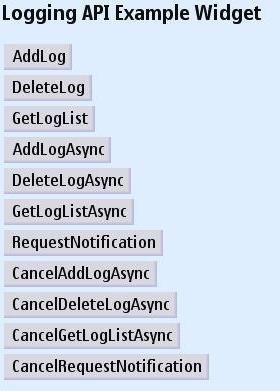 Logging API Example Widget
AddLog
DeleteLog
GetLogList
AddLogAsync
DeleteLogAsync
GetLogListAsync
RequestNotification
CancelAddLogAsync
CancelDeleteLogAsync
CancelGetLogListAsync
CancelRequestNotification